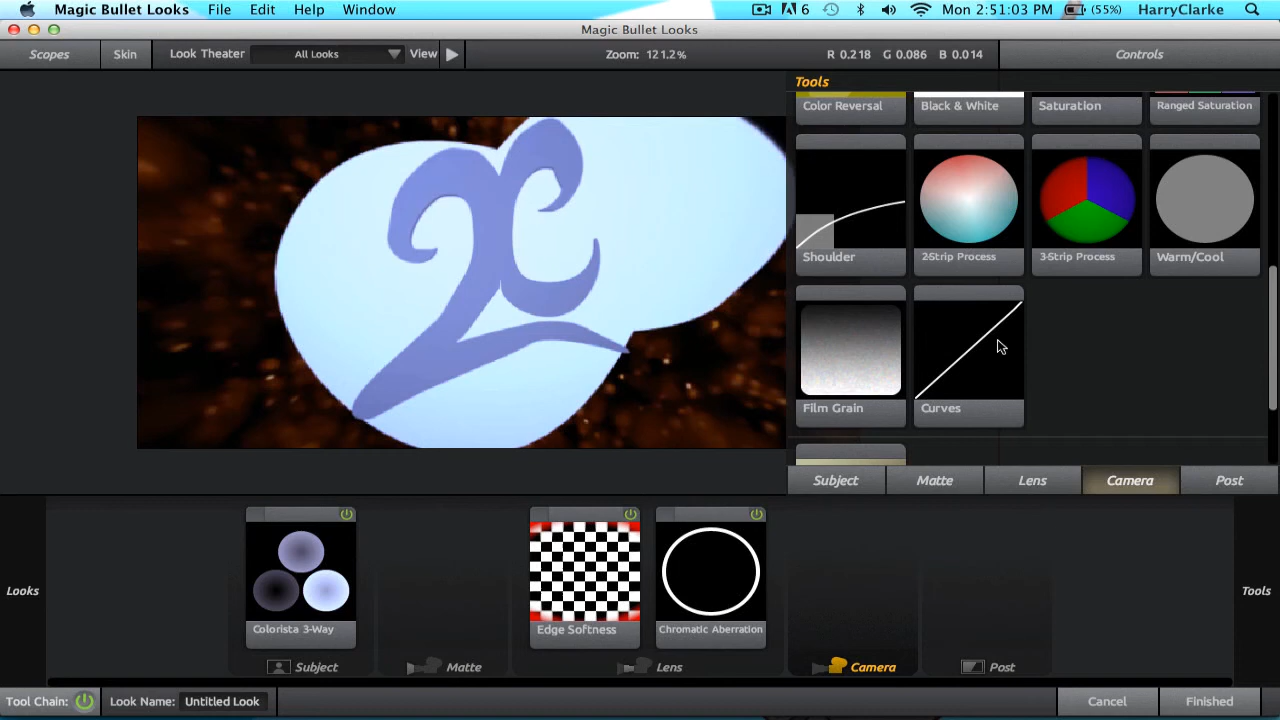 Magic Bullet Looks File Edit Help Window 6 Mon 2:51:03 PM (55%) HarryClarke
Magic Bullet Looks
Scopes Skin Look Theater All Looks View Zoom: 121.2% R 0.218 G 0.086 B 0.014 Controls
Tools
Color Reversal Black & White Saturation Ranged Saturation
Shoulder 2-Strip Process 3-Strip Process Warm/Cool
Film Grain Curves
Subject Matte Lens Camera Post
Looks Tools
Colorista 3-Way Edge Softness Chromatic Aberration
Subject Matte Lens Camera Post
Tool Chain: Look Name: Untitled Look Cancel Finished